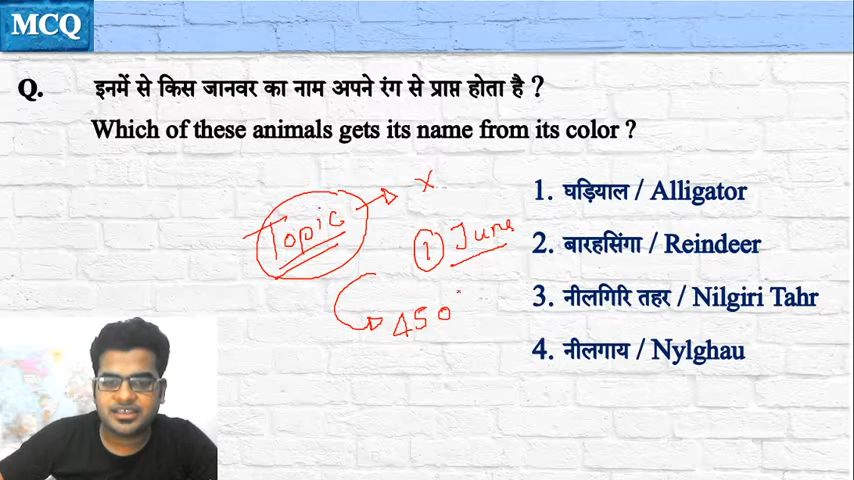 MCQ
Q. इनमें से किस जानवर का नाम अपने रंग से प्राप्त होता है ?
Which of these animals gets its name from its color ?
1. घड़ियाल / Alligator
2. बारहसिंगा / Reindeer
3. नीलगिरि तहर / Nilgiri Tahr
4. नीलगाय / Nylghau
Topic x
1 June
450